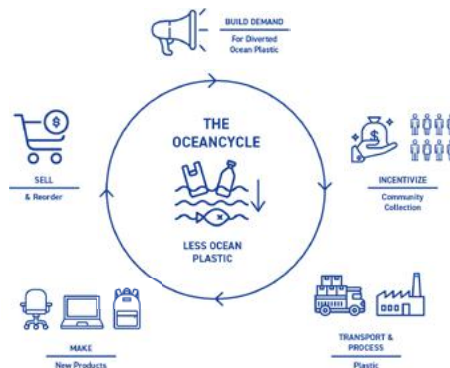 BUILD DEMAND
For Diverted
Ocean Plastic
THE
OCEANCYCLE
LESS OCEAN
PLASTIC
$
INCENTIVIZE
Community
Collection
TRANSPORT &
PROCESS
Plastic
MAKE
New Products
$
SELL
& Reorder